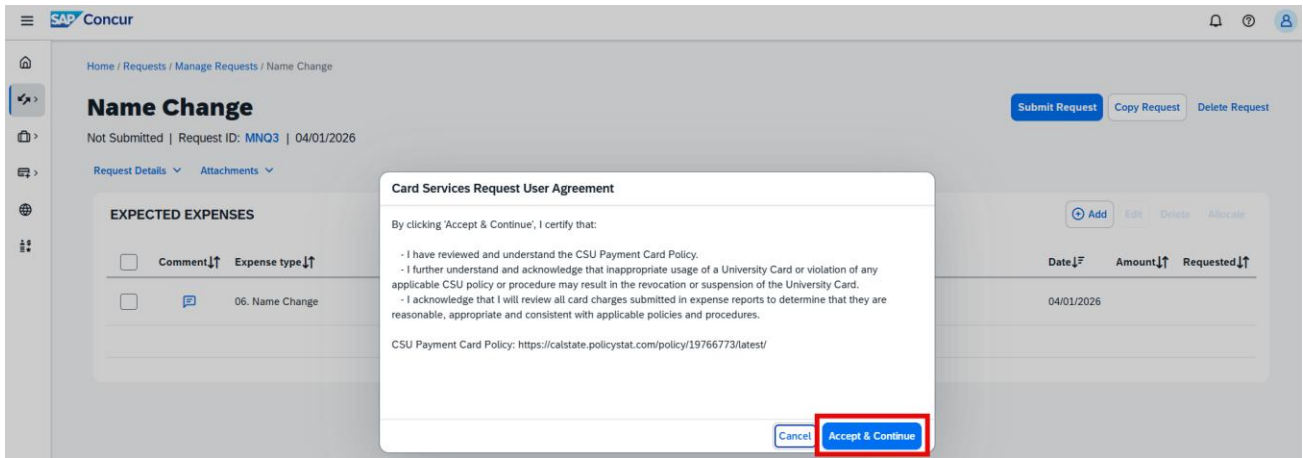 SAP Concur
Home / Requests / Manage Requests / Name Change
Name Change
Submit Request Copy Request Delete Request
Not Submitted | Request ID: MNQ3 | 04/01/2026
Request Details Attachments
EXPECTED EXPENSES
Add Edit Delete Allocate
Comment Expense type Date Amount Requested
06. Name Change 04/01/2026
Card Services Request User Agreement
By clicking 'Accept & Continue', I certify that:
- I have reviewed and understand the CSU Payment Card Policy.
- I further understand and acknowledge that inappropriate usage of a University Card or violation of any
applicable CSU policy or procedure may result in the revocation or suspension of the University Card.
- I acknowledge that I will review all card charges submitted in expense reports to determine that they are
reasonable, appropriate and consistent with applicable policies and procedures.
CSU Payment Card Policy: https://calstate.policystat.com/policy/19766773/latest/
Cancel Accept & Continue